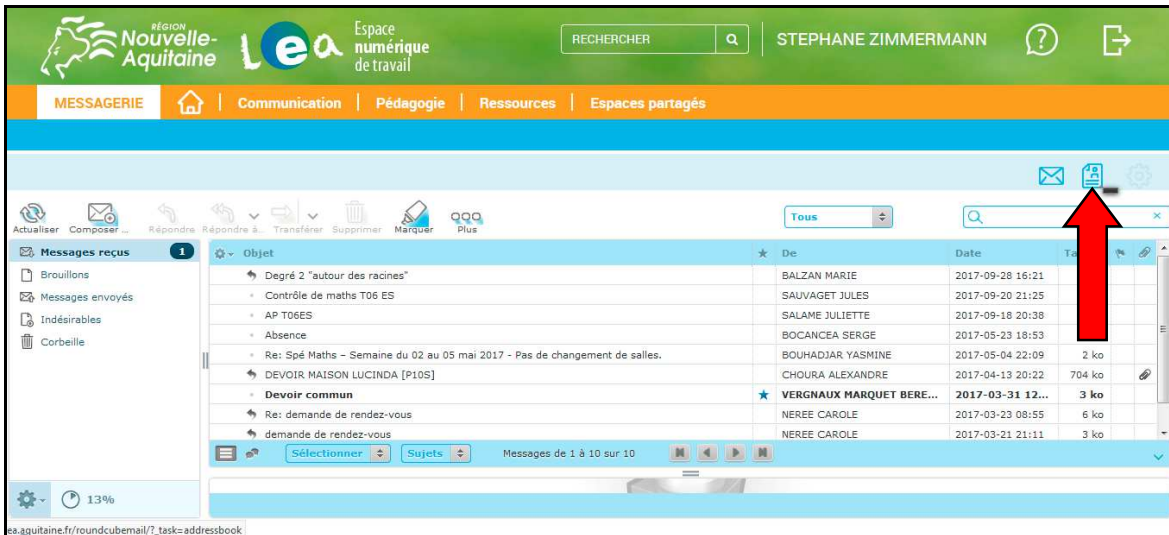 RÉGION
Nouvelle-
Aquitaine
Lea
Espace
numérique
de travail
RECHERCHER
STEPHANE ZIMMERMANN
?
MESSAGERIE | Communication | Pédagogie | Ressources | Espaces partagés
Actualiser Composer ... Répondre Répondre à... Transférer Supprimer Marquer Plus
Tous
Messages reçus 1
Brouillons
Messages envoyés
Indésirables
Corbeille
Objet De Date
Degré 2 "autour des racines" BALZAN MARIE 2017-09-28 16:21
Contrôle de maths T06 ES SAUVAGET JULES 2017-09-20 21:25
AP T06ES SALAME JULIETTE 2017-09-18 20:38
Absence BOCANCEA SERGE 2017-05-23 18:53
Re: Spé Maths – Semaine du 02 au 05 mai 2017 - Pas de changement de salles. BOUHADJAR YASMINE 2017-05-04 22:09 2 ko
DEVOIR MAISON LUCINDA [P10S] CHOURA ALEXANDRE 2017-04-13 20:22 704 ko
Devoir commun VERGNAUX MARQUET BERE... 2017-03-31 12... 3 ko
Re: demande de rendez-vous NEREE CAROLE 2017-03-23 08:55 6 ko
demande de rendez-vous NEREE CAROLE 2017-03-21 21:11 3 ko
Sélectionner Sujets Messages de 1 à 10 sur 10
13%
ea.aquitaine.fr/roundcubemail/?_task=addressbook